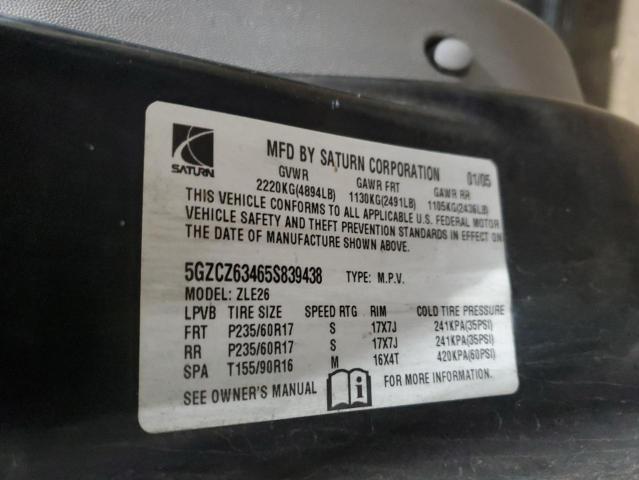 SATURN
MFD BY SATURN CORPORATION 01/05
GVWR GAWR FRT GAWR RR
2220KG(4894LB) 1130KG(2491LB) 1105KG(2436LB)
THIS VEHICLE CONFORMS TO ALL APPLICABLE U.S. FEDERAL MOTOR
VEHICLE SAFETY AND THEFT PREVENTION STANDARDS IN EFFECT ON
THE DATE OF MANUFACTURE SHOWN ABOVE.
5GZCZ63465S839438 TYPE: M.P.V.
MODEL: ZLE26
LPVB TIRE SIZE SPEED RTG RIM COLD TIRE PRESSURE
FRT P235/60R17 S 17X7J 241KPA(35PSI)
RR P235/60R17 S 17X7J 241KPA(35PSI)
SPA T155/90R16 M 16X4T 420KPA(60PSI)
SEE OWNER'S MANUAL FOR MORE INFORMATION.